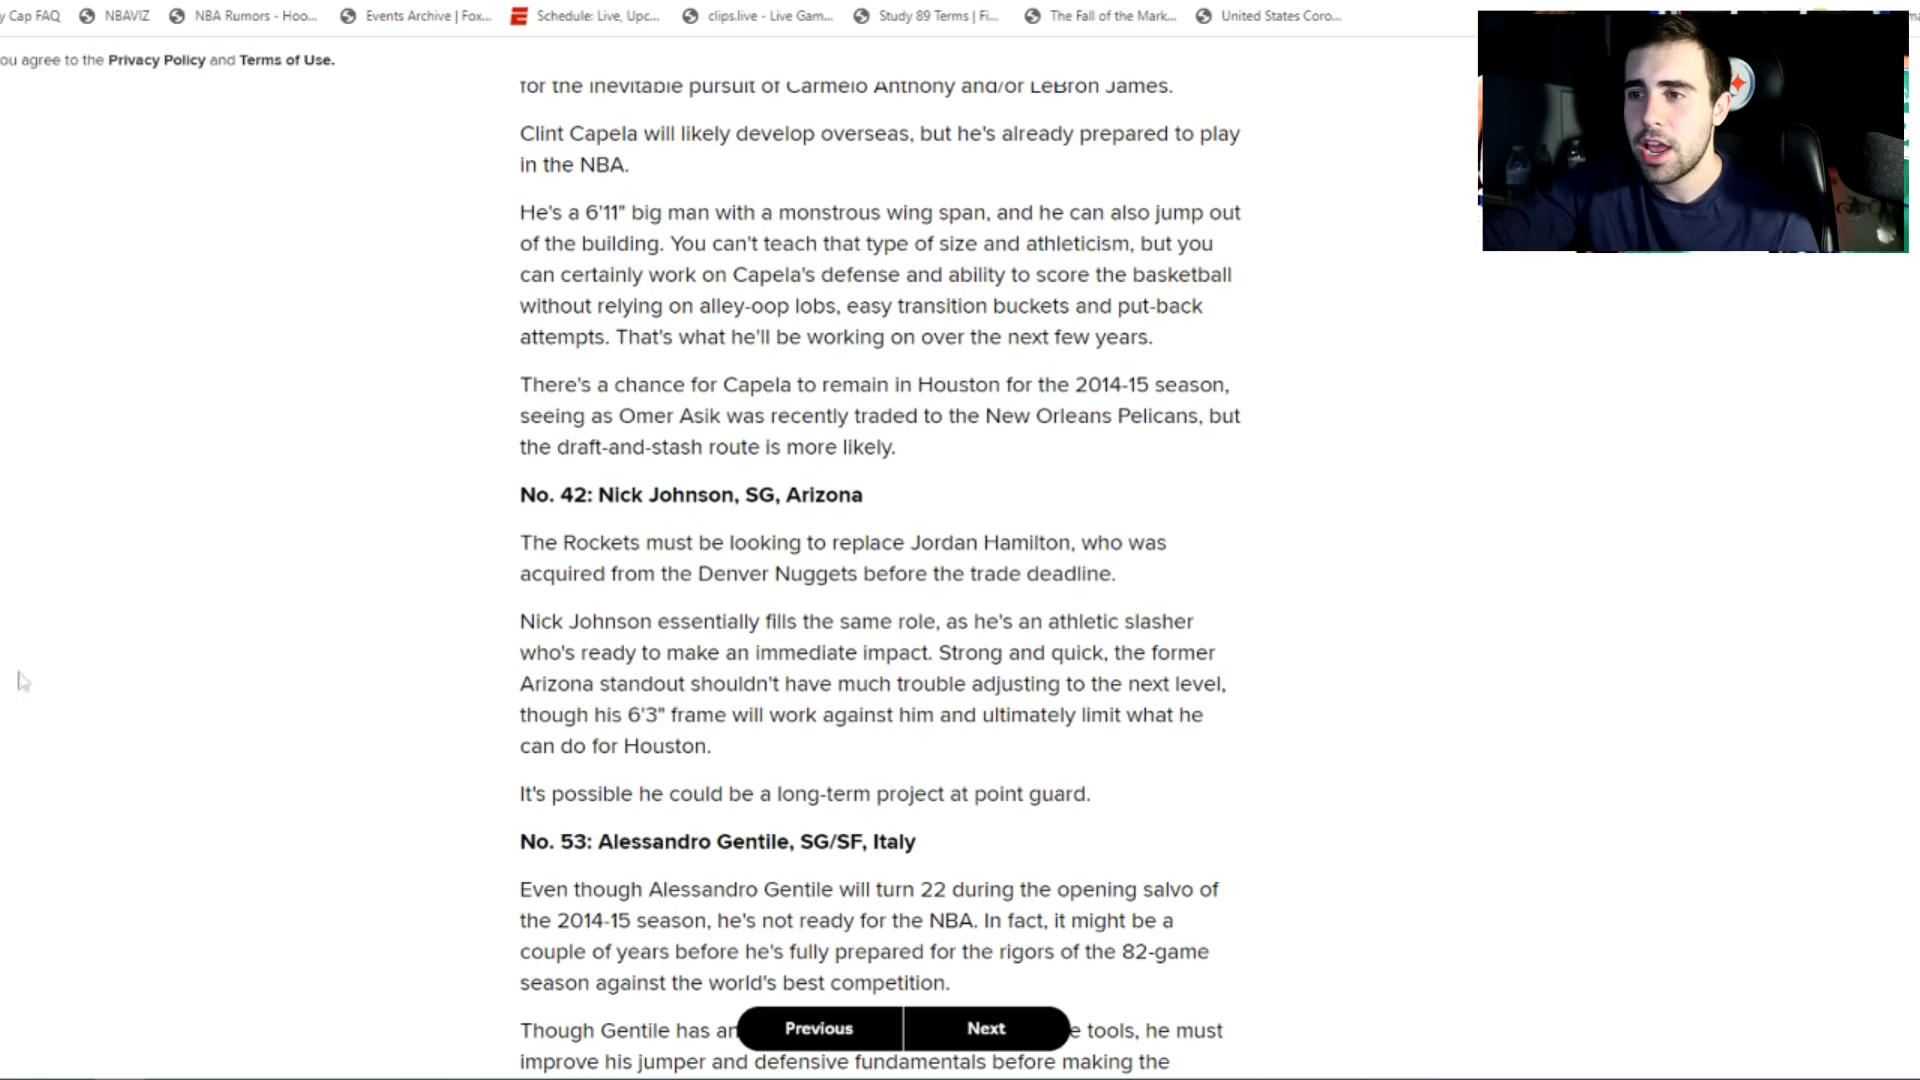 y Cap FAQ NBAVIZ NBA Rumors - Hoo... Events Archive | Fox... Schedule: Live, Upc... clips.live - Live Gam... Study 89 Terms | Fi... The Fall of the Mark... United States Coro...
ou agree to the Privacy Policy and Terms of Use.
for the inevitable pursuit of Carmelo Anthony and/or LeBron James.
Clint Capela will likely develop overseas, but he's already prepared to play
in the NBA.
He's a 6'11" big man with a monstrous wing span, and he can also jump out
of the building. You can't teach that type of size and athleticism, but you
can certainly work on Capela's defense and ability to score the basketball
without relying on alley-oop lobs, easy transition buckets and put-back
attempts. That's what he'll be working on over the next few years.
There's a chance for Capela to remain in Houston for the 2014-15 season,
seeing as Omer Asik was recently traded to the New Orleans Pelicans, but
the draft-and-stash route is more likely.
No. 42: Nick Johnson, SG, Arizona
The Rockets must be looking to replace Jordan Hamilton, who was
acquired from the Denver Nuggets before the trade deadline.
Nick Johnson essentially fills the same role, as he's an athletic slasher
who's ready to make an immediate impact. Strong and quick, the former
Arizona standout shouldn't have much trouble adjusting to the next level,
though his 6'3" frame will work against him and ultimately limit what he
can do for Houston.
It's possible he could be a long-term project at point guard.
No. 53: Alessandro Gentile, SG/SF, Italy
Even though Alessandro Gentile will turn 22 during the opening salvo of
the 2014-15 season, he's not ready for the NBA. In fact, it might be a
couple of years before he's fully prepared for the rigors of the 82-game
season against the world's best competition.
Though Gentile has an Previous Next e tools, he must
improve his jumper and defensive fundamentals before making the